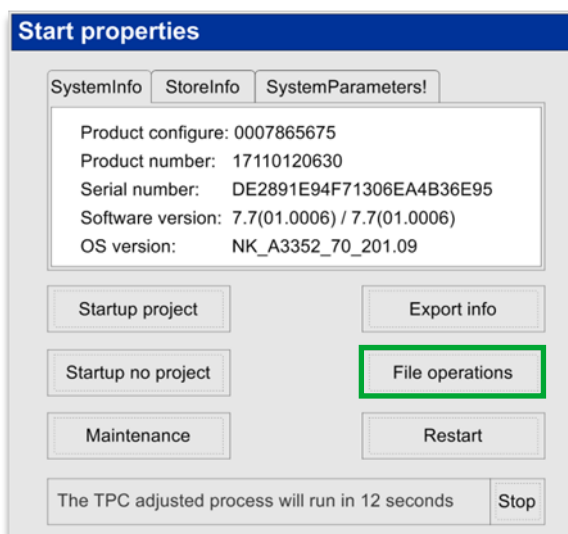 Start properties
SystemInfo StoreInfo SystemParameters!
Product configure: 0007865675
Product number: 17110120630
Serial number: DE2891E94F71306EA4B36E95
Software version: 7.7(01.0006) / 7.7(01.0006)
OS version: NK_A3352_70_201.09
Startup project Export info
Startup no project File operations
Maintenance Restart
The TPC adjusted process will run in 12 seconds Stop